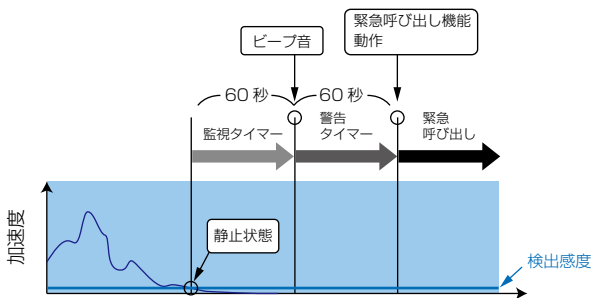 ビープ音
緊急呼び出し機能
動作
60 秒
60 秒
監視タイマー
警告
タイマー
緊急
呼び出し
加速度
静止状態
検出感度